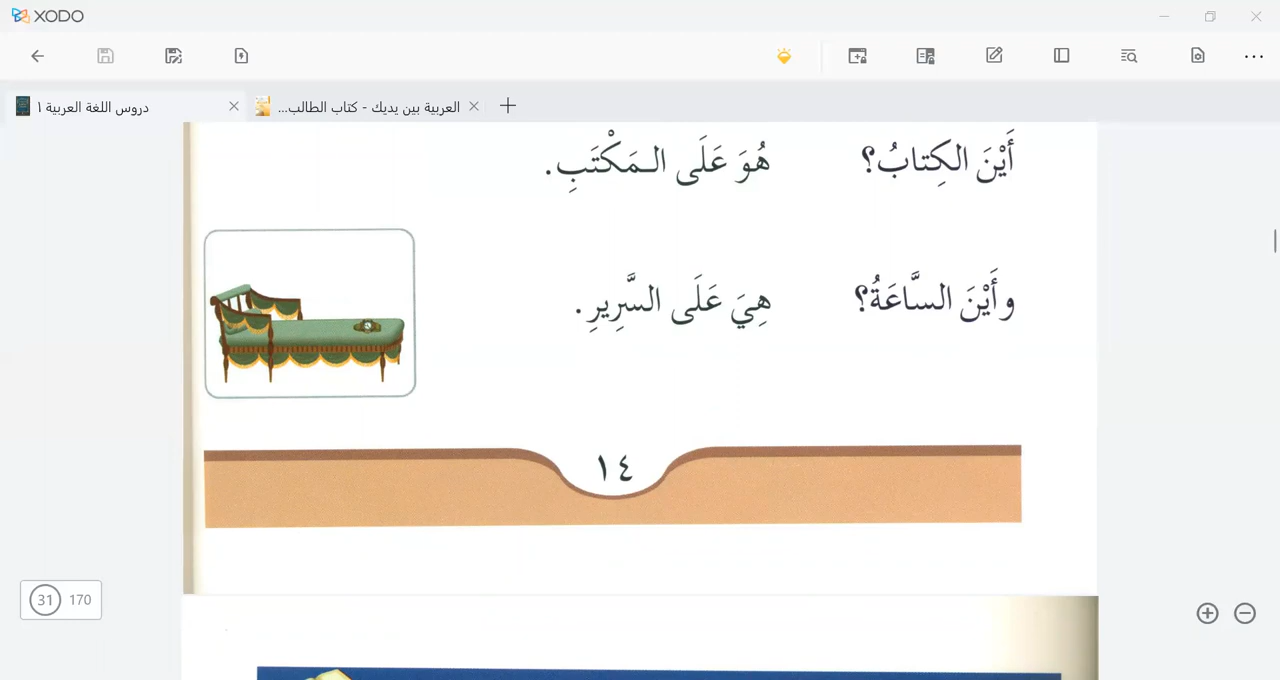 XODO
دروس اللغة العربية ١
العربية بين يديك - كتاب الطالب...
أَيْنَ الكِتابُ؟ هُوَ عَلَى الـمَكْتَبِ.
وأَيْنَ السَّاعَةُ؟ هِيَ عَلَى السَّرِيرِ.
١٤
31 170